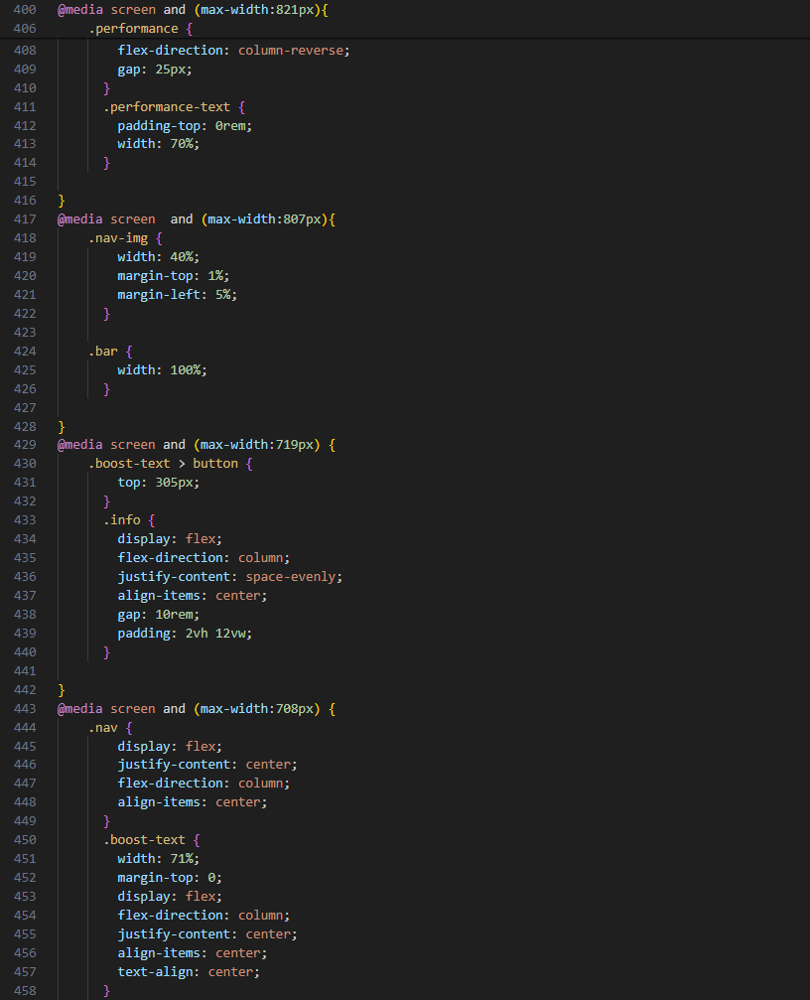 400 @media screen and (max-width:821px){
406     .performance {
408         flex-direction: column-reverse;
409         gap: 25px;
410       }
411       .performance-text {
412         padding-top: 0rem;
413         width: 70%;
414       }
415
416 }
417 @media screen  and (max-width:807px){
418     .nav-img {
419         width: 40%;
420         margin-top: 1%;
421         margin-left: 5%;
422       }
423
424     .bar {
425         width: 100%;
426       }
427
428 }
429 @media screen and (max-width:719px) {
430     .boost-text > button {
431         top: 305px;
432       }
433       .info {
434         display: flex;
435         flex-direction: column;
436         justify-content: space-evenly;
437         align-items: center;
438         gap: 10rem;
439         padding: 2vh 12vw;
440       }
441
442 }
443 @media screen and (max-width:708px) {
444     .nav {
445         display: flex;
446         justify-content: center;
447         flex-direction: column;
448         align-items: center;
449       }
450       .boost-text {
451         width: 71%;
452         margin-top: 0;
453         display: flex;
454         flex-direction: column;
455         justify-content: center;
456         align-items: center;
457         text-align: center;
458       }